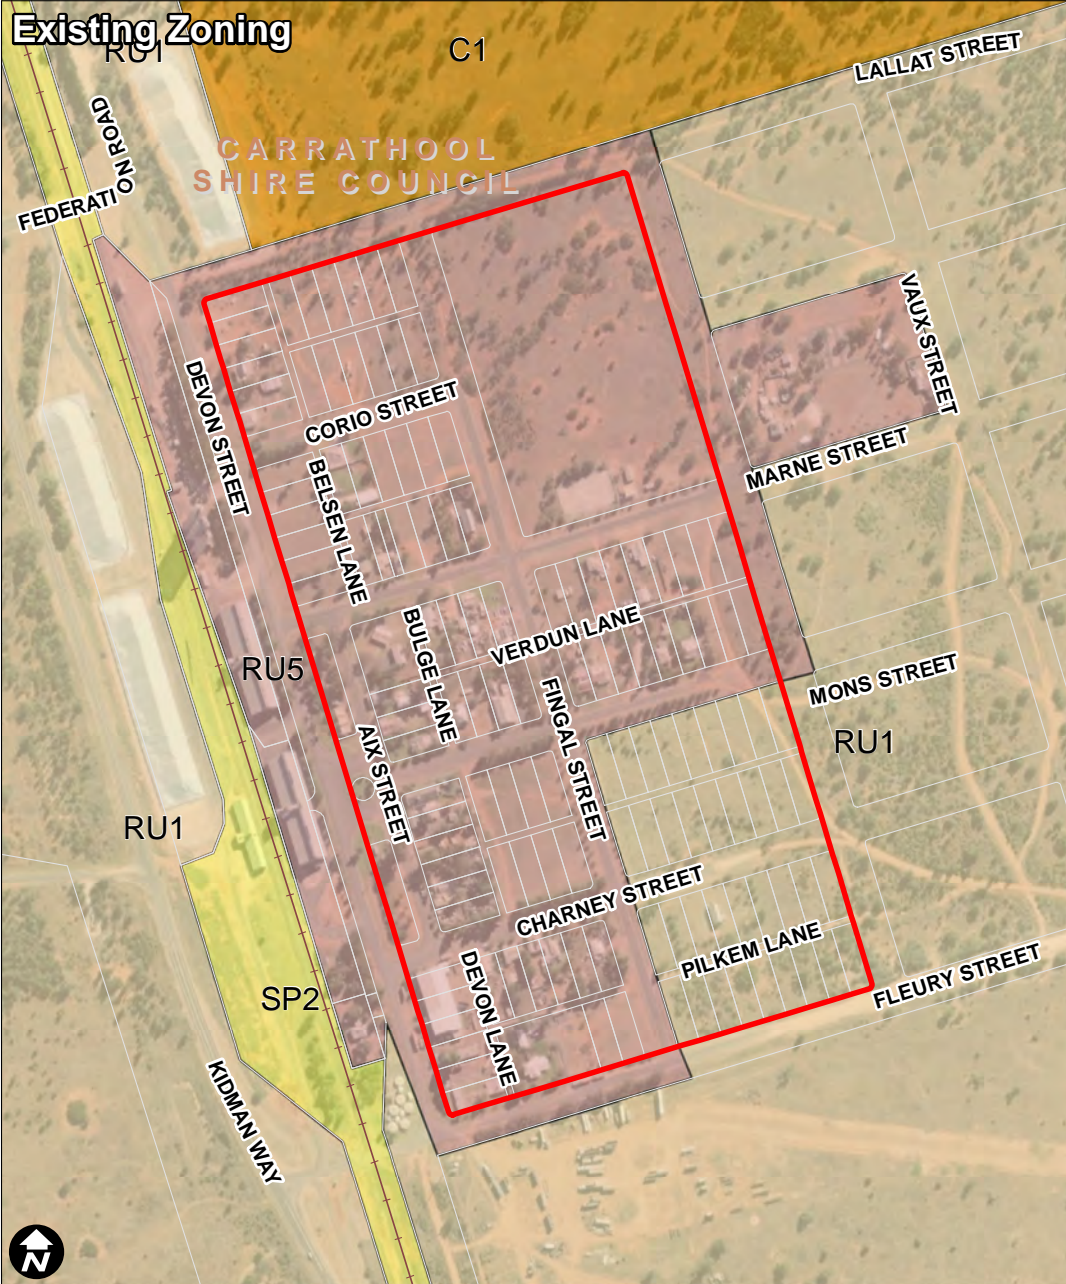 Existing Zoning
RU1
C1
LALLAT STREET
FEDERATION ROAD
CARRATHOOL
SHIRE COUNCIL
VAUX STREET
DEVON STREET
CORIO STREET
MARNE STREET
BELSEN LANE
BULGE LANE
VERDUN LANE
RU5
MONS STREET
FINGAL STREET
AIX STREET
RU1
RU1
CHARNEY STREET
PILKEM LANE
DEVON LANE
FLEURY STREET
SP2
KIDMAN WAY
N